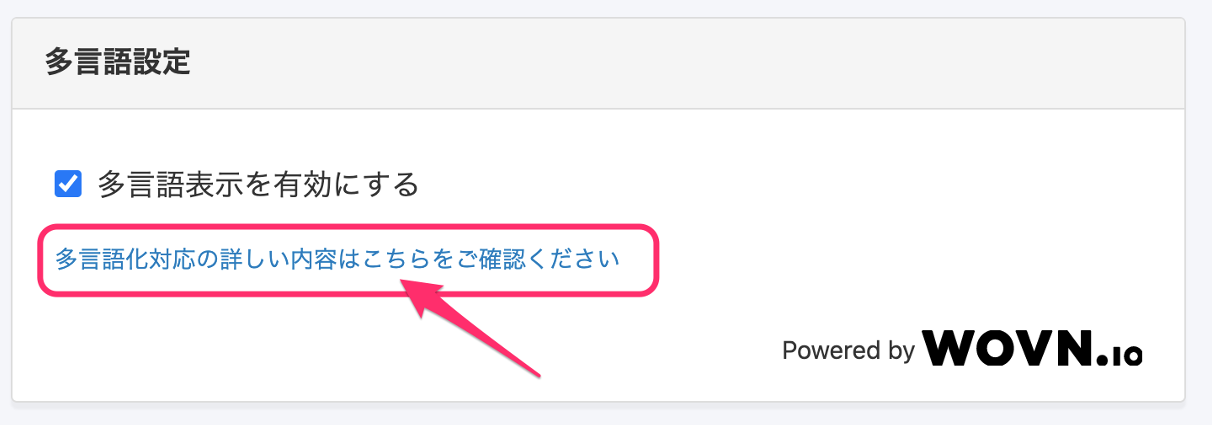 多言語設定
多言語表示を有効にする
多言語化対応の詳しい内容はこちらをご確認ください
Powered by WOVN.io